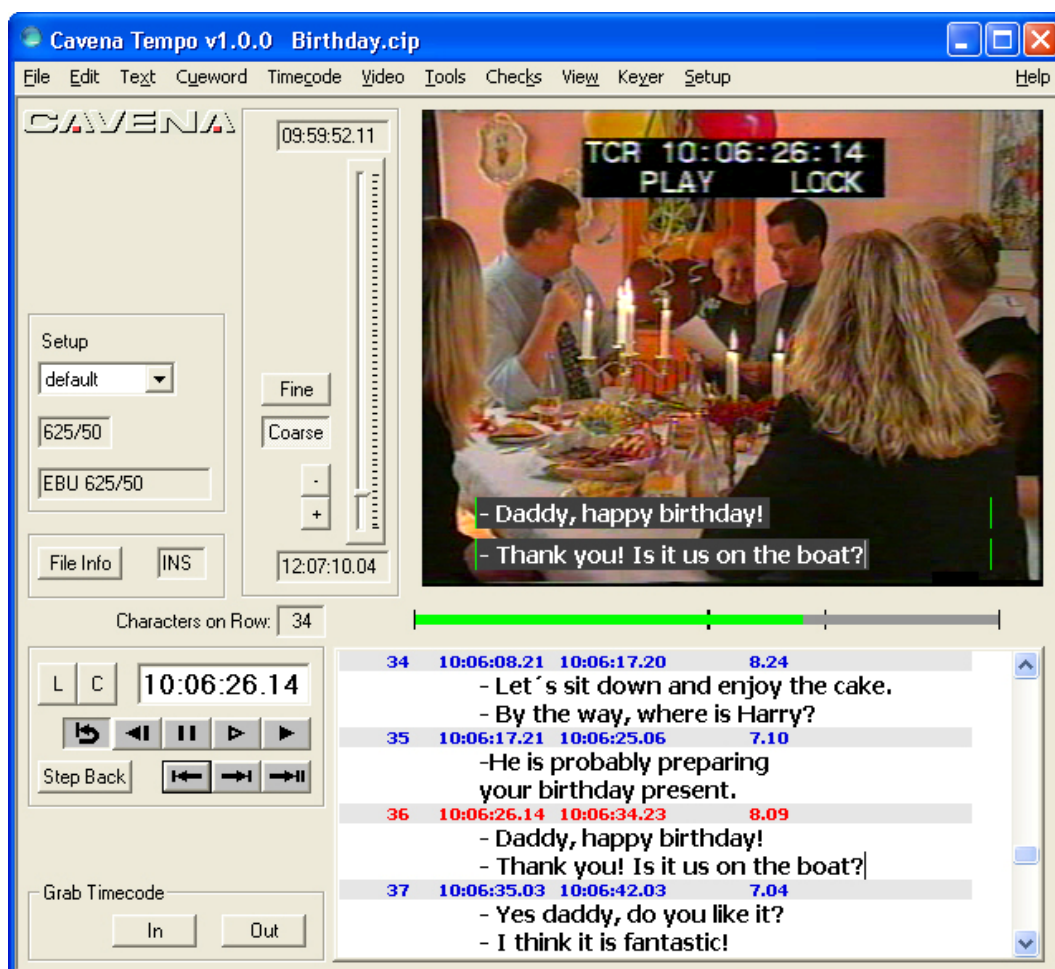 Cavena Tempo v1.0.0 Birthday.cip
File Edit Text Cueword Timecode Video Tools Checks View Keyer Setup Help
CAVENA
09:59:52.11
TCR 10:06:26:14
PLAY LOCK
Setup
default
625/50
EBU 625/50
Fine
Coarse
-
+
12:07:10.04
- Daddy, happy birthday!
- Thank you! Is it us on the boat?
File Info INS
Characters on Row: 34
L C 10:06:26.14
Step Back
Grab Timecode
In Out
34 10:06:08.21 10:06:17.20 8.24
- Let´s sit down and enjoy the cake.
- By the way, where is Harry?
35 10:06:17.21 10:06:25.06 7.10
-He is probably preparing
your birthday present.
36 10:06:26.14 10:06:34.23 8.09
- Daddy, happy birthday!
- Thank you! Is it us on the boat?
37 10:06:35.03 10:06:42.03 7.04
- Yes daddy, do you like it?
- I think it is fantastic!